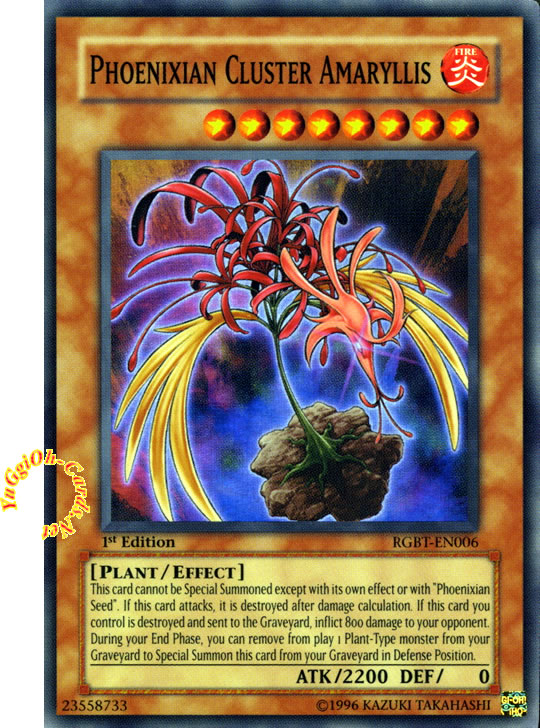 PHOENIXIAN CLUSTER AMARYLLIS
FIRE
炎
YuGgiOh-Cards.Net
1st Edition
RGBT-EN006
[PLANT/EFFECT]
This card cannot be Special Summoned except with its own effect or with "Phoenixian
Seed". If this card attacks, it is destroyed after damage calculation. If this card you
control is destroyed and sent to the Graveyard, inflict 800 damage to your opponent.
During your End Phase, you can remove from play 1 Plant-Type monster from your
Graveyard to Special Summon this card from your Graveyard in Defense Position.
ATK/2200 DEF/ 0
23558733
©1996 KAZUKI TAKAHASHI